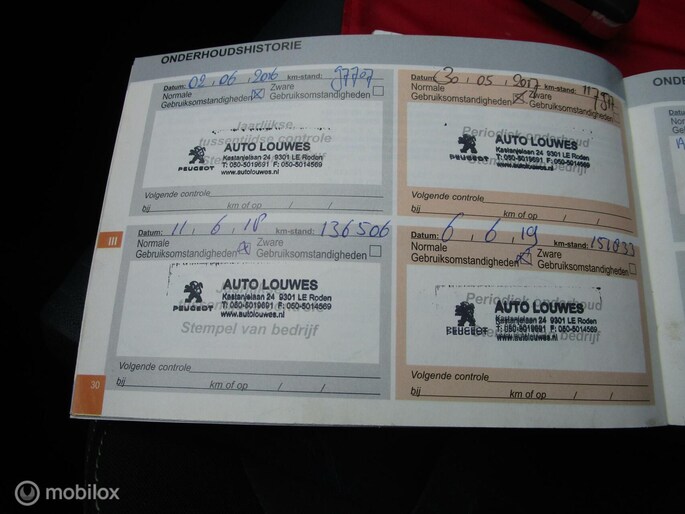 ONDERHOUDSHISTORIE
Datum: 02.06.2016 km-stand: 97707
Normale Zware
Gebruiksomstandigheden Gebruiksomstandigheden
Jaarlijkse
tussentijdse controle
AUTO LOUWES
Kastanjelaan 24 9301 LE Roden
T: 050-5019691 F: 050-5014569
www.autolouwes.nl
PEUGEOT
Volgende controle
bij km of op / /
Datum: 30.05.2017 km-stand:
Normale Zware
Gebruiksomstandigheden Gebruiksomstandigheden
Periodiek onderhoud
AUTO LOUWES
Kastanjelaan 24 9301 LE Roden
T: 050-5019691 F: 050-5014569
www.autolouwes.nl
PEUGEOT
Volgende controle
bij km of op / /
III
Datum: 11.6.18 km-stand: 136506
Normale Zware
Gebruiksomstandigheden Gebruiksomstandigheden
AUTO LOUWES
Kastanjelaan 24 9301 LE Roden
T: 050-5019691 F: 050-5014569
www.autolouwes.nl
PEUGEOT
Stempel van bedrijf
Volgende controle
bij km of op / /
Datum: 6.6.19 km-stand:
Normale Zware
Gebruiksomstandigheden Gebruiksomstandigheden
Periodiek onderhoud
AUTO LOUWES
Kastanjelaan 24 9301 LE Roden
T: 050-5019691 F: 050-5014569
www.autolouwes.nl
PEUGEOT
Stempel van bedrijf
Volgende controle
bij km of op / /
30
mobilox